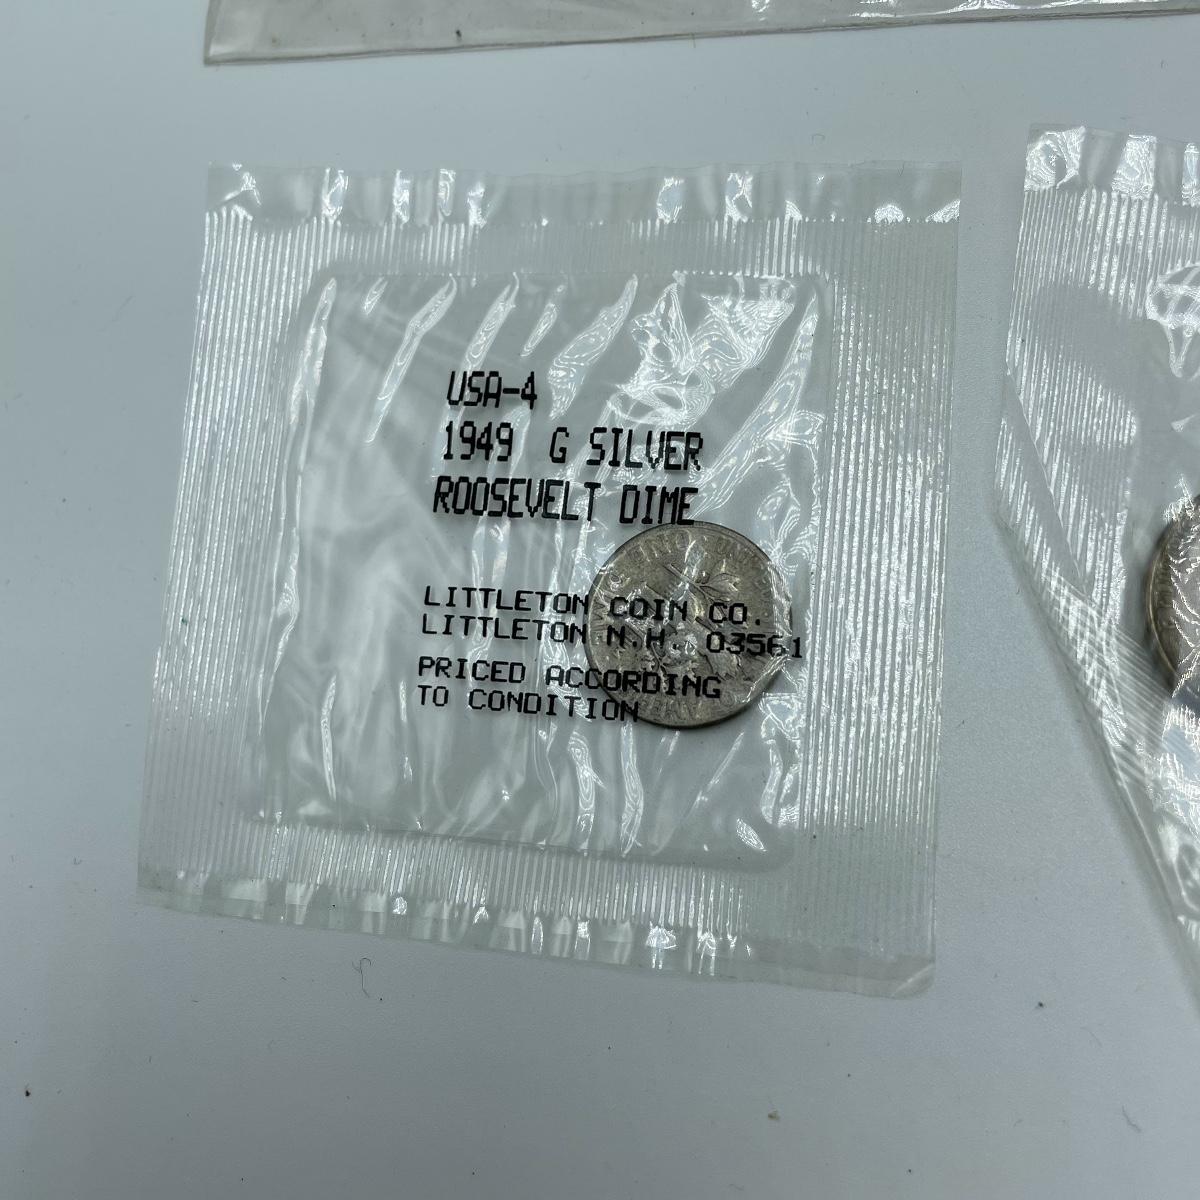 USA-4
1949 G SILVER
ROOSEVELT DIME
LITTLETON COIN CO.
LITTLETON N.H. 03561
PRICED ACCORDING
TO CONDITION